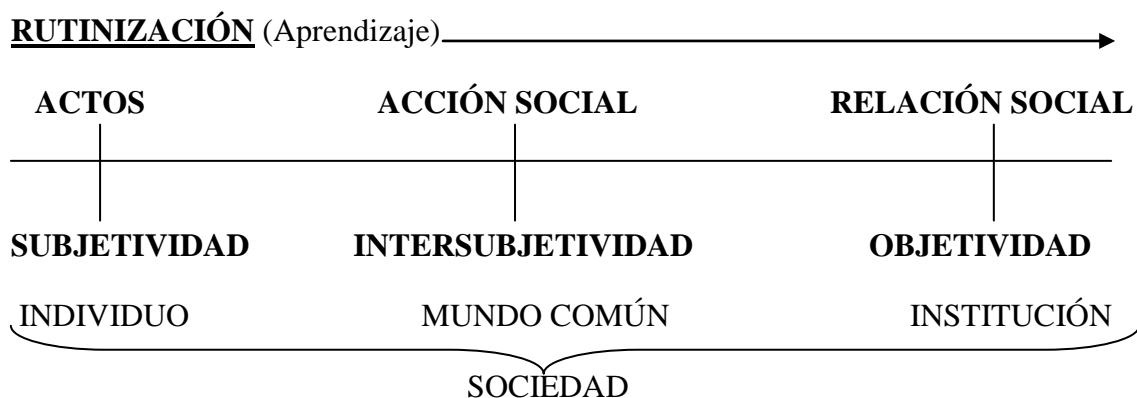 RUTINIZACIÓN (Aprendizaje)
ACTOS ACCIÓN SOCIAL RELACIÓN SOCIAL
SUBJETIVIDAD INTERSUBJETIVIDAD OBJETIVIDAD
INDIVIDUO MUNDO COMÚN INSTITUCIÓN
SOCIEDAD